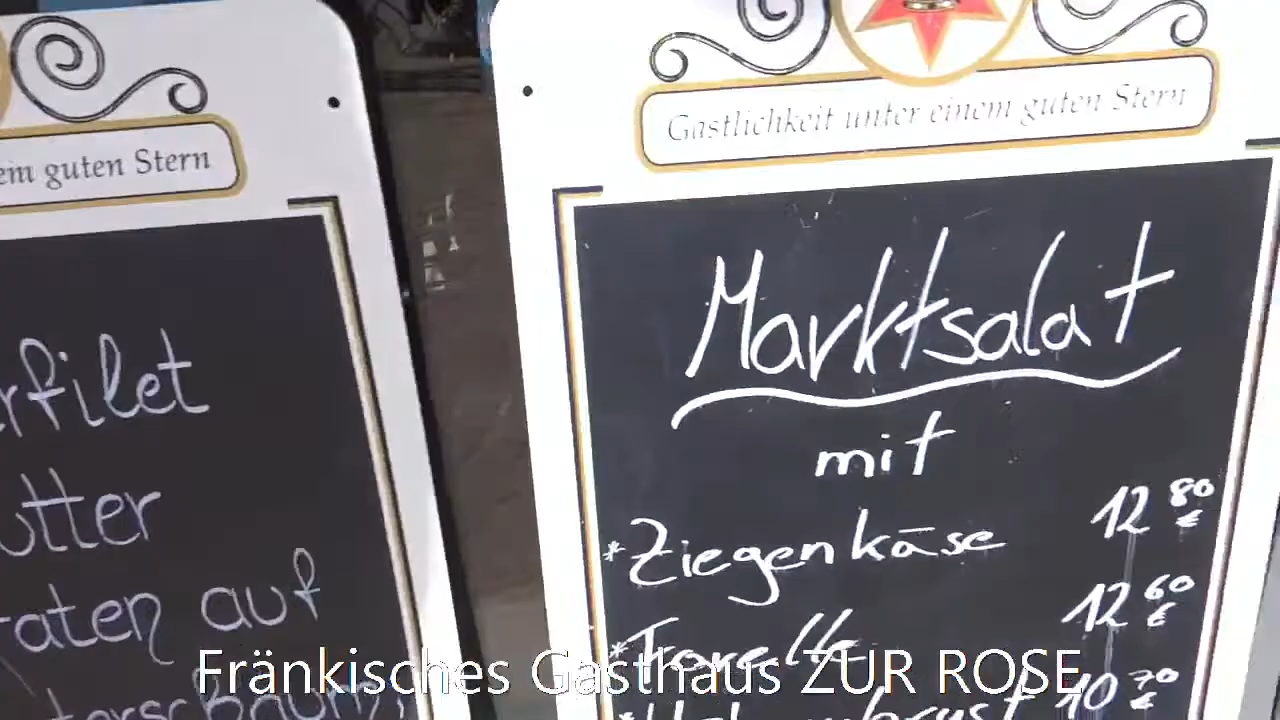 em guten Stern
rfilet
utter
raten auf
Gastlichkeit unter einem guten Stern
Marktsalat
mit
*Ziegenkäse 12 80 €
*Forelle 12 60 €
10 70 €
Fränkisches Gasthaus ZUR ROSE